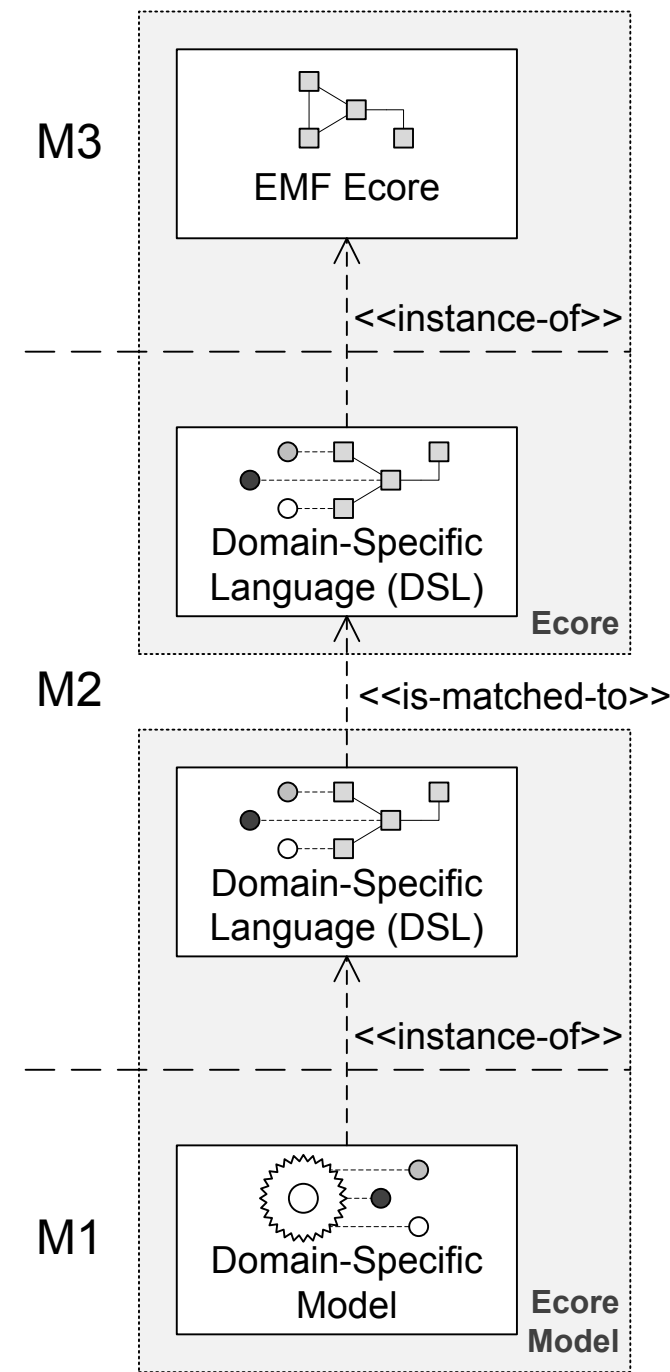 M3
EMF Ecore
<<instance-of>>
Domain-Specific
Language (DSL)
Ecore
M2
<<is-matched-to>>
Domain-Specific
Language (DSL)
<<instance-of>>
M1
Domain-Specific
Model
Ecore
Model